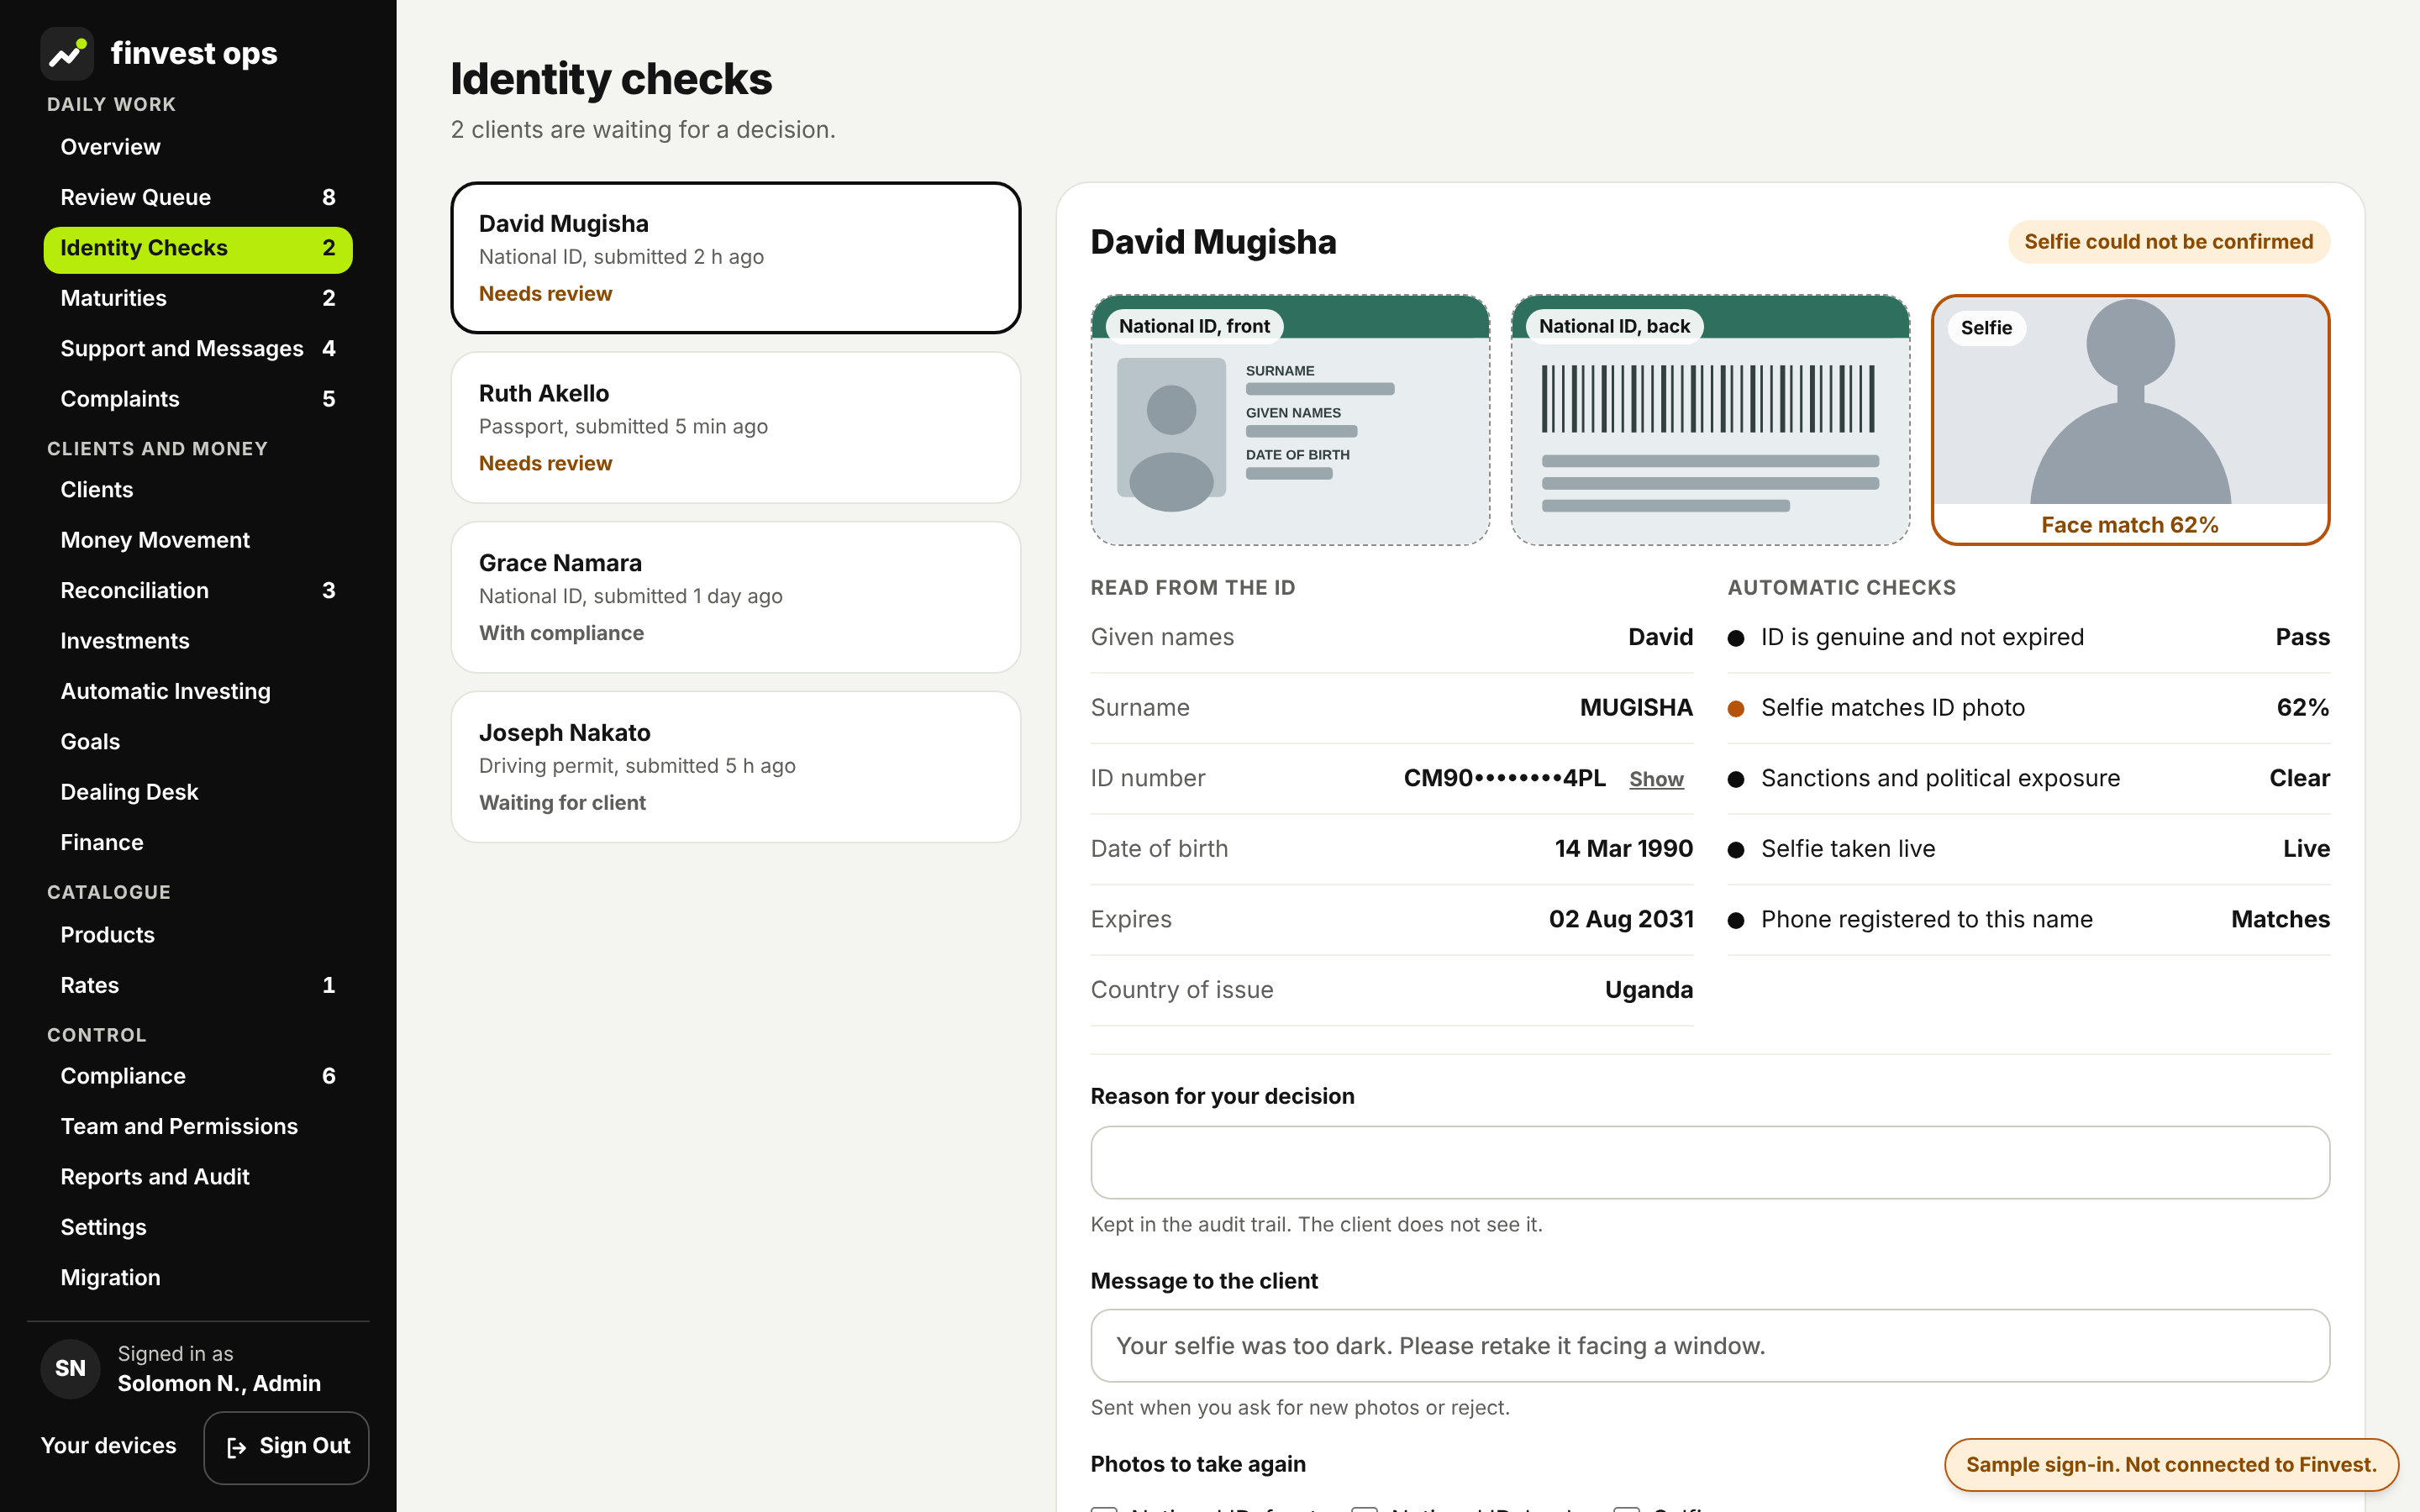 finvest ops
DAILY WORK
Overview
Review Queue 8
Identity Checks 2
Maturities 2
Support and Messages 4
Complaints 5
CLIENTS AND MONEY
Clients
Money Movement
Reconciliation 3
Investments
Automatic Investing
Goals
Dealing Desk
Finance
CATALOGUE
Products
Rates 1
CONTROL
Compliance 6
Team and Permissions
Reports and Audit
Settings
Migration
SN
Signed in as
Solomon N., Admin
Your devices
Sign Out
Identity checks
2 clients are waiting for a decision.
David Mugisha
National ID, submitted 2 h ago
Needs review
Ruth Akello
Passport, submitted 5 min ago
Needs review
Grace Namara
National ID, submitted 1 day ago
With compliance
Joseph Nakato
Driving permit, submitted 5 h ago
Waiting for client
David Mugisha
Selfie could not be confirmed
National ID, front
SURNAME
GIVEN NAMES
DATE OF BIRTH
National ID, back
Selfie
Face match 62%
READ FROM THE ID
Given names David
Surname MUGISHA
ID number CM90••••••••4PL Show
Date of birth 14 Mar 1990
Expires 02 Aug 2031
Country of issue Uganda
AUTOMATIC CHECKS
ID is genuine and not expired Pass
Selfie matches ID photo 62%
Sanctions and political exposure Clear
Selfie taken live Live
Phone registered to this name Matches
Reason for your decision
Kept in the audit trail. The client does not see it.
Message to the client
Your selfie was too dark. Please retake it facing a window.
Sent when you ask for new photos or reject.
Photos to take again
Sample sign-in. Not connected to Finvest.